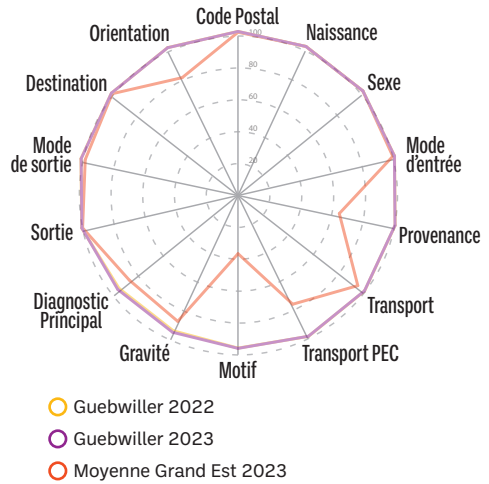 Code Postal
Naissance
Sexe
Mode
d'entrée
Provenance
Transport
Transport PEC
Motif
Gravité
Diagnostic
Principal
Sortie
Mode
de sortie
Destination
Orientation
100
80
60
40
20
Guebwiller 2022
Guebwiller 2023
Moyenne Grand Est 2023